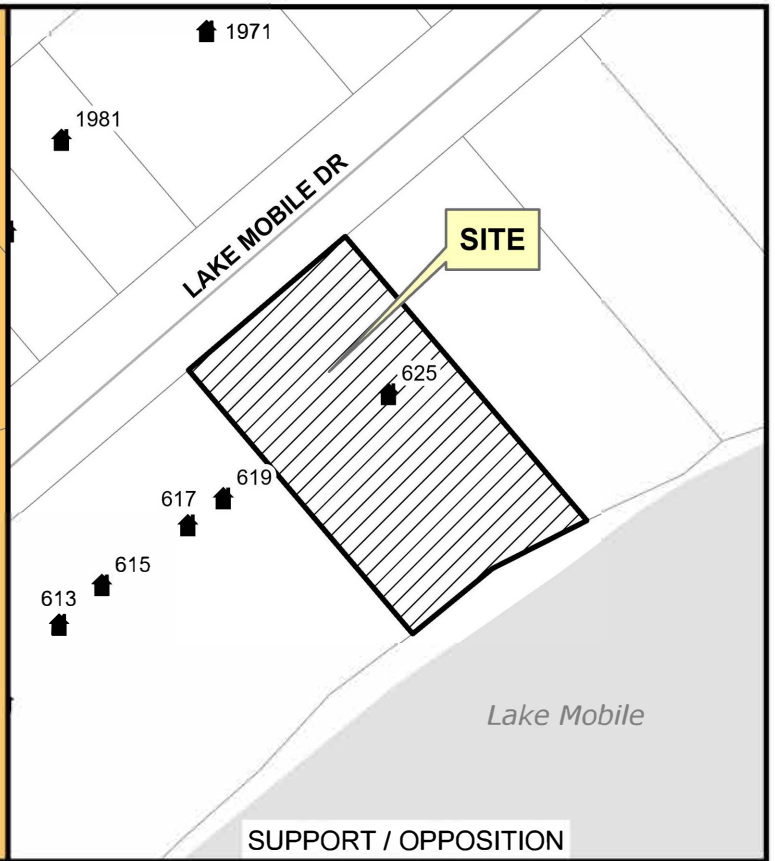 1971
1981
LAKE MOBILE DR
SITE
625
619
617
615
613
Lake Mobile
SUPPORT / OPPOSITION